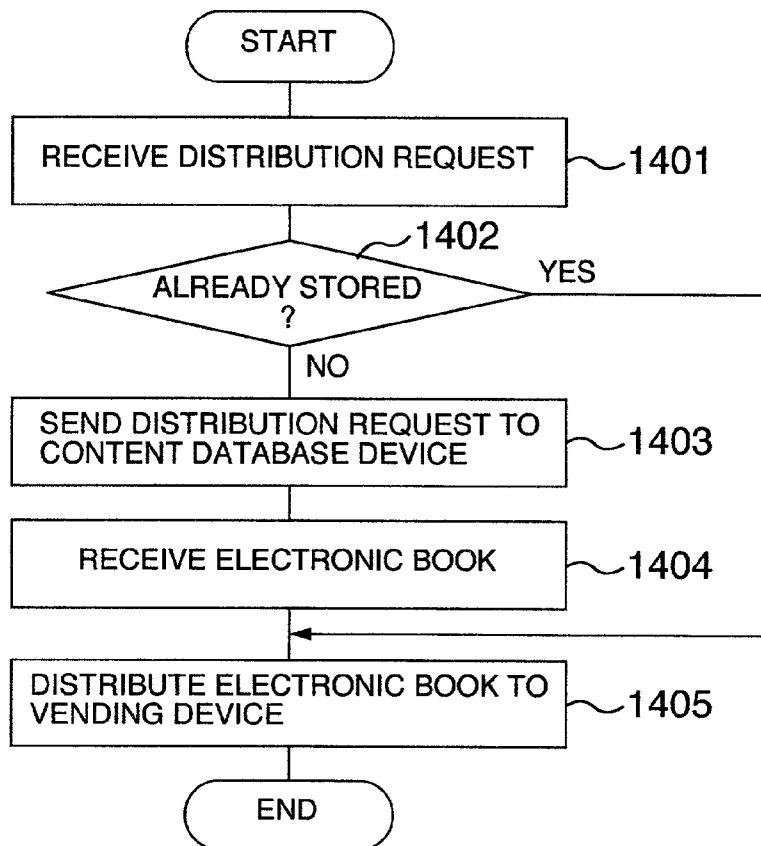 START
RECEIVE DISTRIBUTION REQUEST
1401
1402
ALREADY STORED
?
YES
NO
SEND DISTRIBUTION REQUEST TO
CONTENT DATABASE DEVICE
1403
RECEIVE ELECTRONIC BOOK
1404
DISTRIBUTE ELECTRONIC BOOK TO
VENDING DEVICE
1405
END